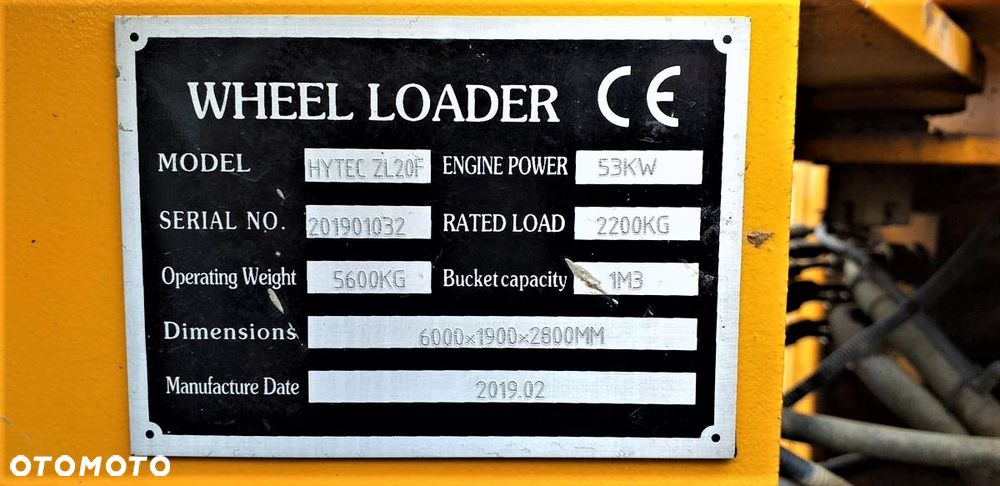 WHEEL LOADER CE
MODEL HYTEC ZL20F ENGINE POWER 53KW
SERIAL NO. 201901032 RATED LOAD 2200KG
Operating Weight 5600KG Bucket capacity 1M3
Dimensions 6000×1900×2800MM
Manufacture Date 2019.02
OTOMOTO